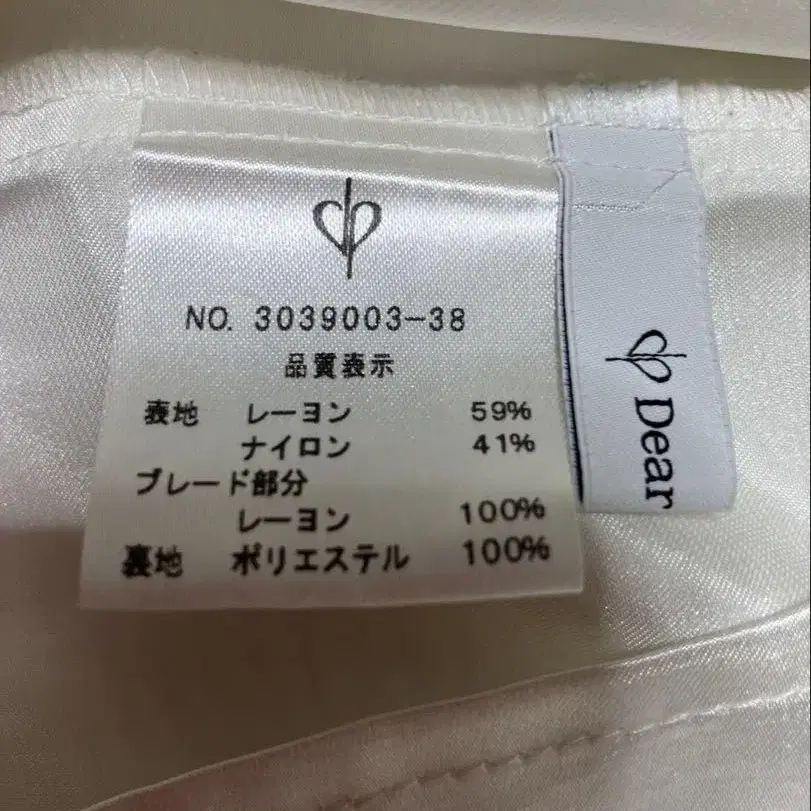 NO. 3039003-38
品質表示
表地 レーヨン 59%
ナイロン 41%
ブレード部分
レーヨン 100%
裏地 ポリエステル 100%
Dear